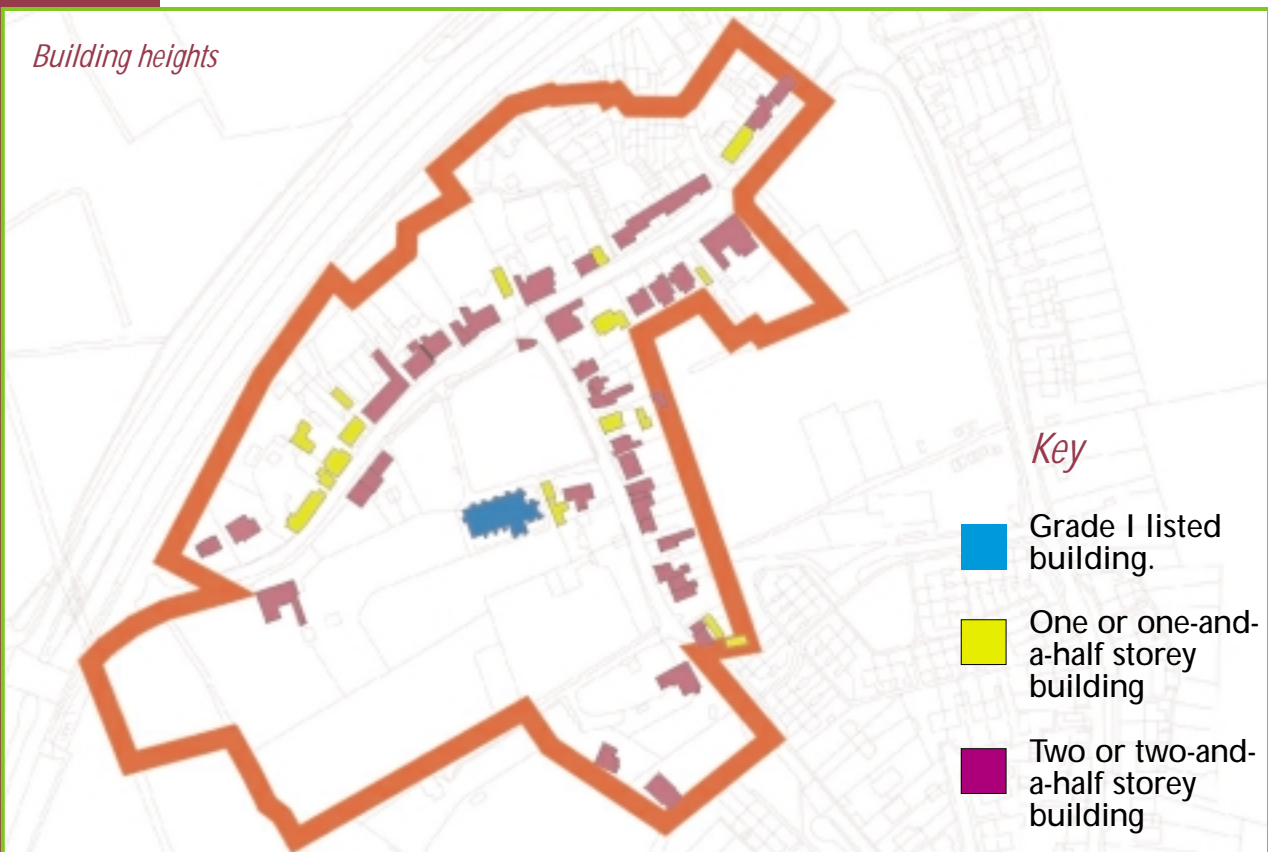 Building heights
Key
Grade I listed
building.
One or one-and-
a-half storey
building
Two or two-and-
a-half storey
building